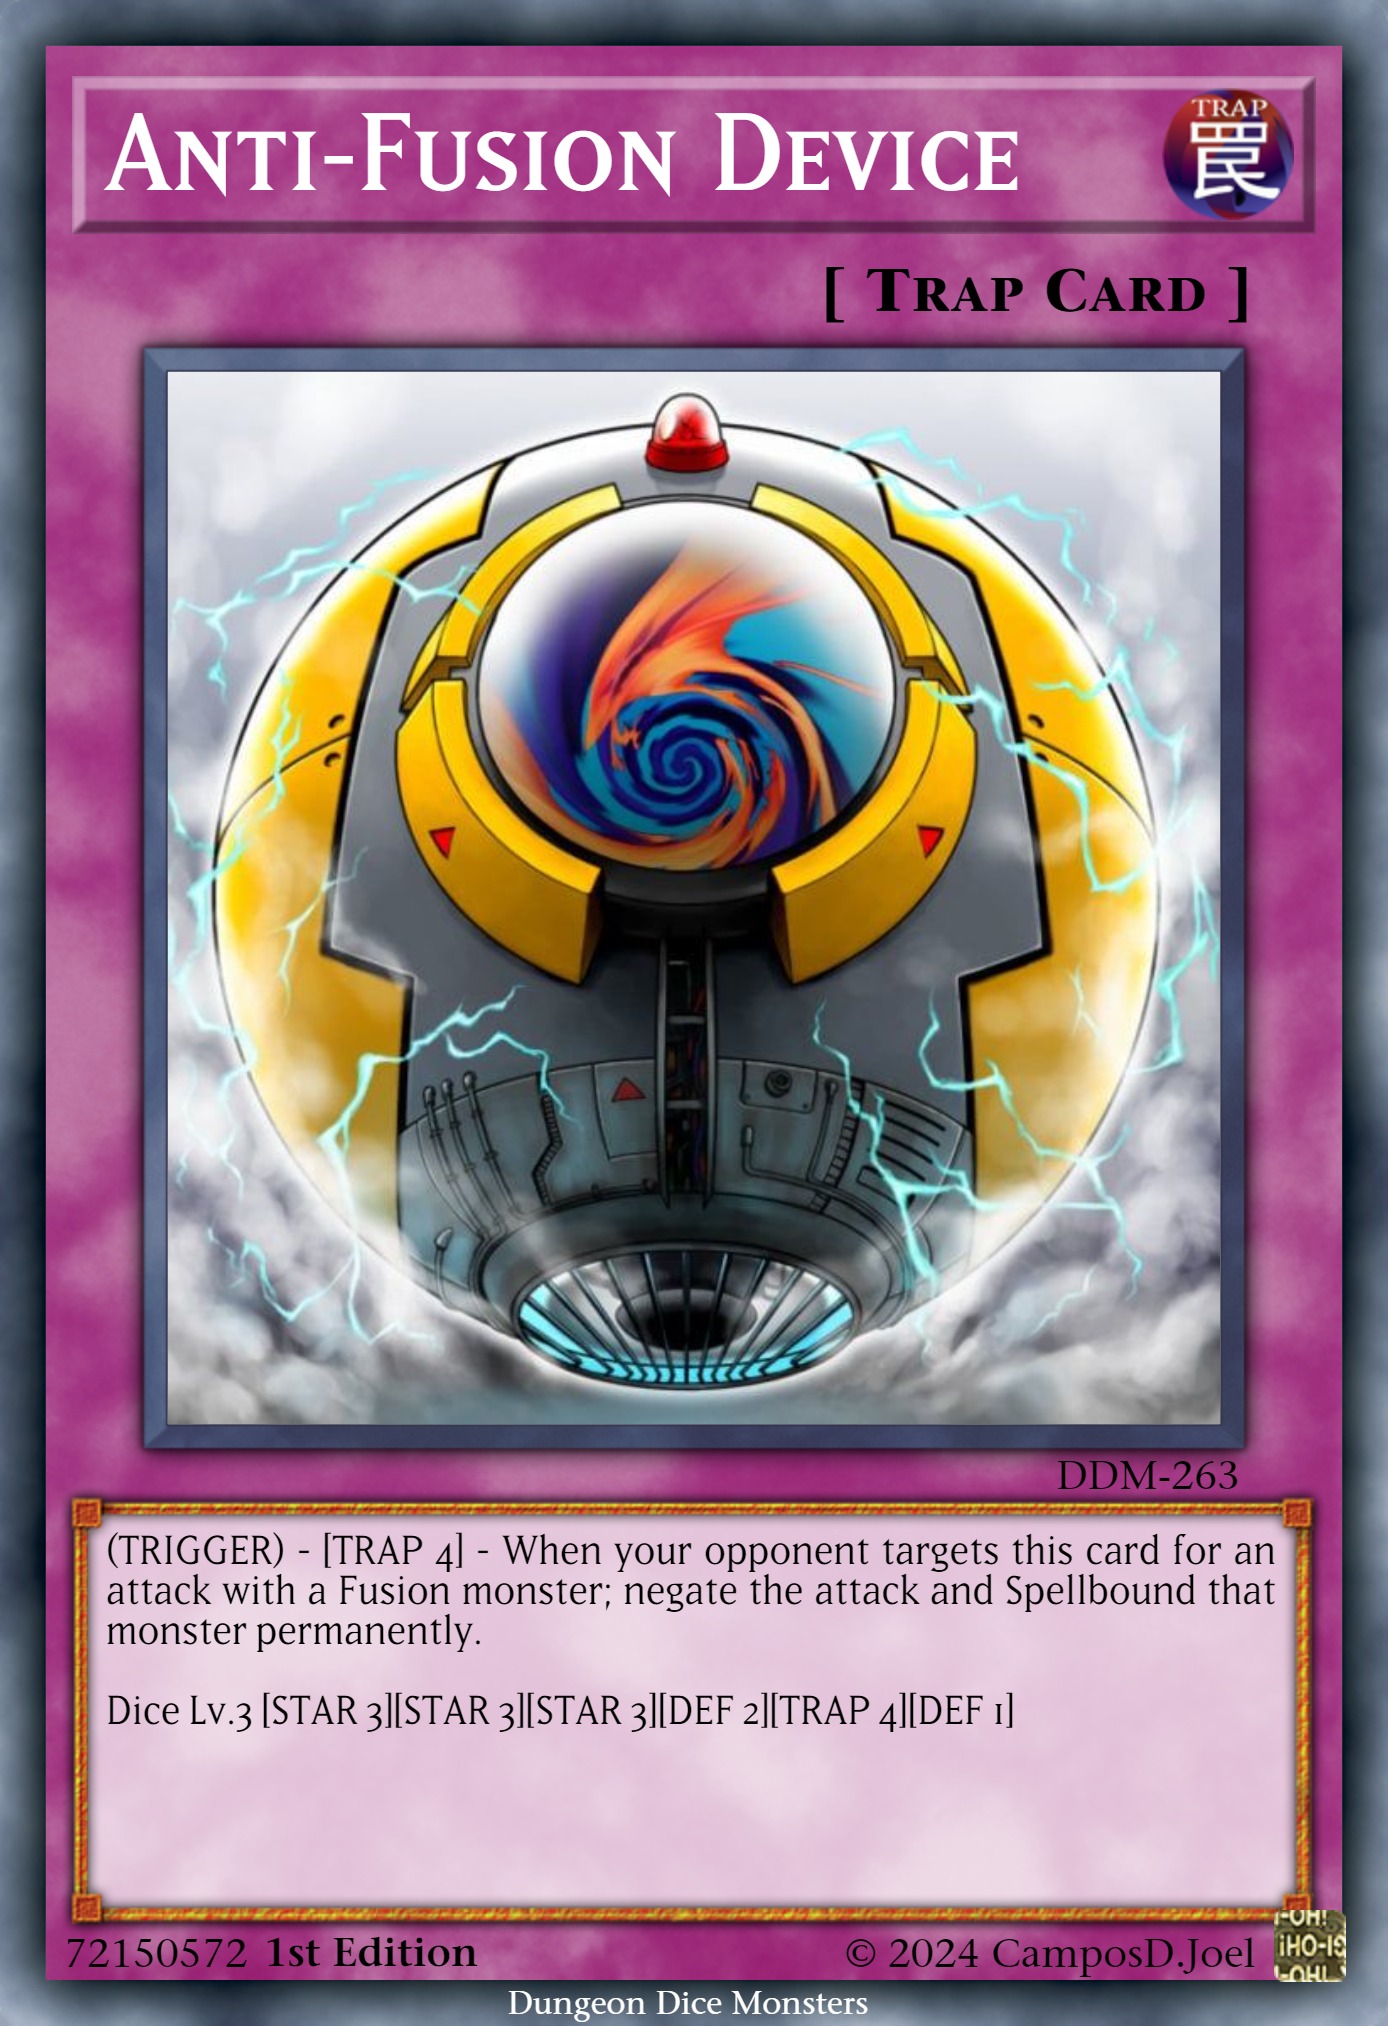 ANTI-FUSION DEVICE
TRAP
罠
[ TRAP CARD ]
DDM-263
(TRIGGER) - [TRAP 4] - When your opponent targets this card for an
attack with a Fusion monster; negate the attack and Spellbound that
monster permanently.
Dice Lv.3 [STAR 3][STAR 3][STAR 3][DEF 2][TRAP 4][DEF 1]
72150572 1st Edition
© 2024 CamposD.Joel
Dungeon Dice Monsters